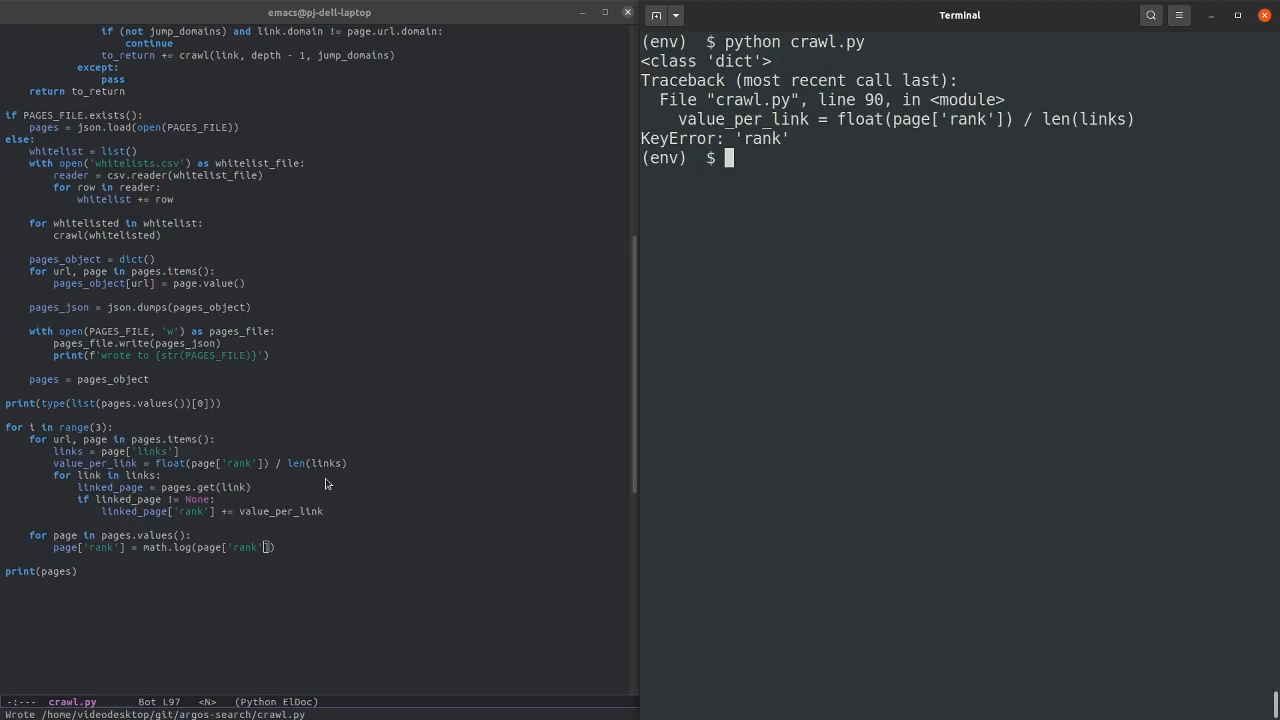 emacs@pj-dell-laptop
if (not jump_domains) and link.domain != page.url.domain:
continue
to_return += crawl(link, depth - 1, jump_domains)
except:
pass
return to_return
if PAGES_FILE.exists():
pages = json.load(open(PAGES_FILE))
else:
whitelist = list()
with open('whitelists.csv') as whitelist_file:
reader = csv.reader(whitelist_file)
for row in reader:
whitelist += row
for whitelisted in whitelist:
crawl(whitelisted)
pages_object = dict()
for url, page in pages.items():
pages_object[url] = page.value()
pages_json = json.dumps(pages_object)
with open(PAGES_FILE, 'w') as pages_file:
pages_file.write(pages_json)
print(f'wrote to {str(PAGES_FILE)}')
pages = pages_object
print(type(list(pages.values())[0]))
for i in range(3):
for url, page in pages.items():
links = page['links']
value_per_link = float(page['rank']) / len(links)
for link in links:
linked_page = pages.get(link)
if linked_page != None:
linked_page['rank'] += value_per_link
for page in pages.values():
page['rank'] = math.log(page['rank'])
print(pages)
-:--- crawl.py Bot L97 <N> (Python ElDoc)
Wrote /home/videodesktop/git/argos-search/crawl.py
Terminal
(env) $ python crawl.py
<class 'dict'>
Traceback (most recent call last):
File "crawl.py", line 90, in <module>
value_per_link = float(page['rank']) / len(links)
KeyError: 'rank'
(env) $